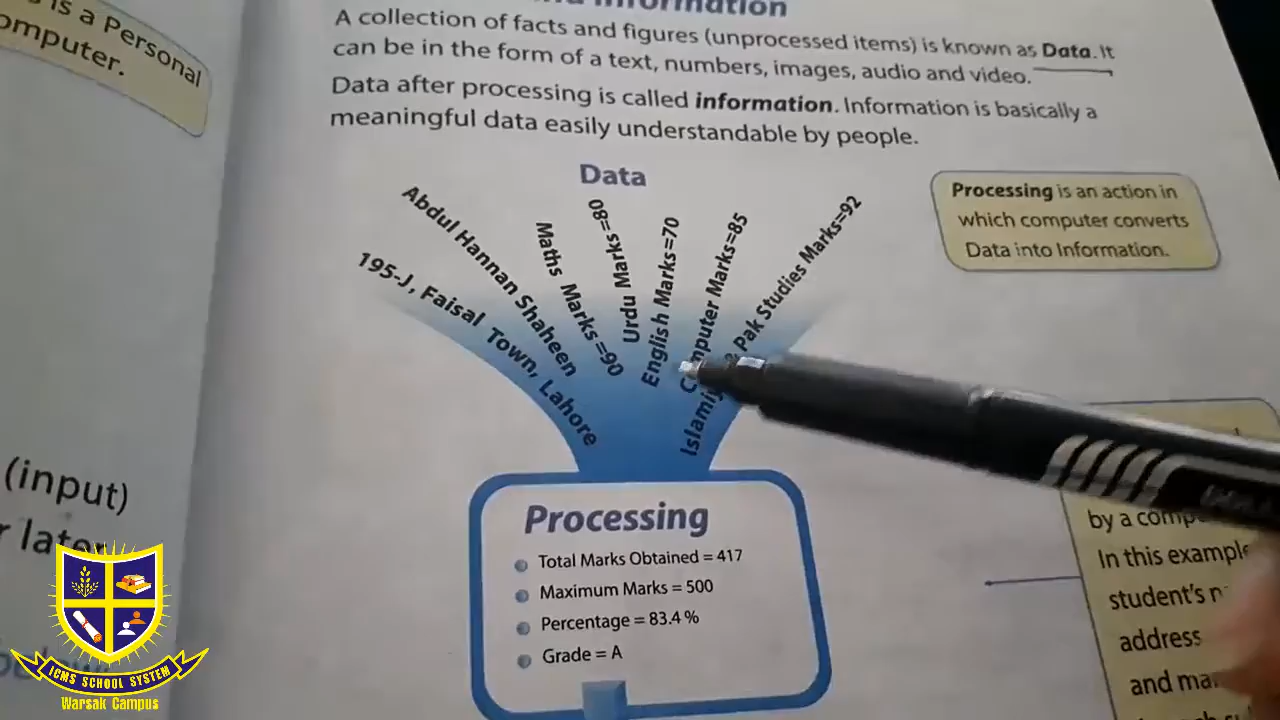 is a Personal
omputer.
nformation
A collection of facts and figures (unprocessed items) is known as Data. It
can be in the form of a text, numbers, images, audio and video.
Data after processing is called information. Information is basically a
meaningful data easily understandable by people.
Data
195-J, Faisal Town, Lahore
Abdul Hannan Shaheen
Maths Marks =90
Urdu Marks =80
English Marks=70
C mputer Marks=85
Islamiy & Pak Studies Marks=92
Processing is an action in
which computer converts
Data into Information.
(input)
r later
Processing
Total Marks Obtained = 417
Maximum Marks = 500
Percentage = 83.4 %
Grade = A
by a comp
In this example
student's n
address
and ma
ICMS SCHOOL SYSTEM
Warsak Campus